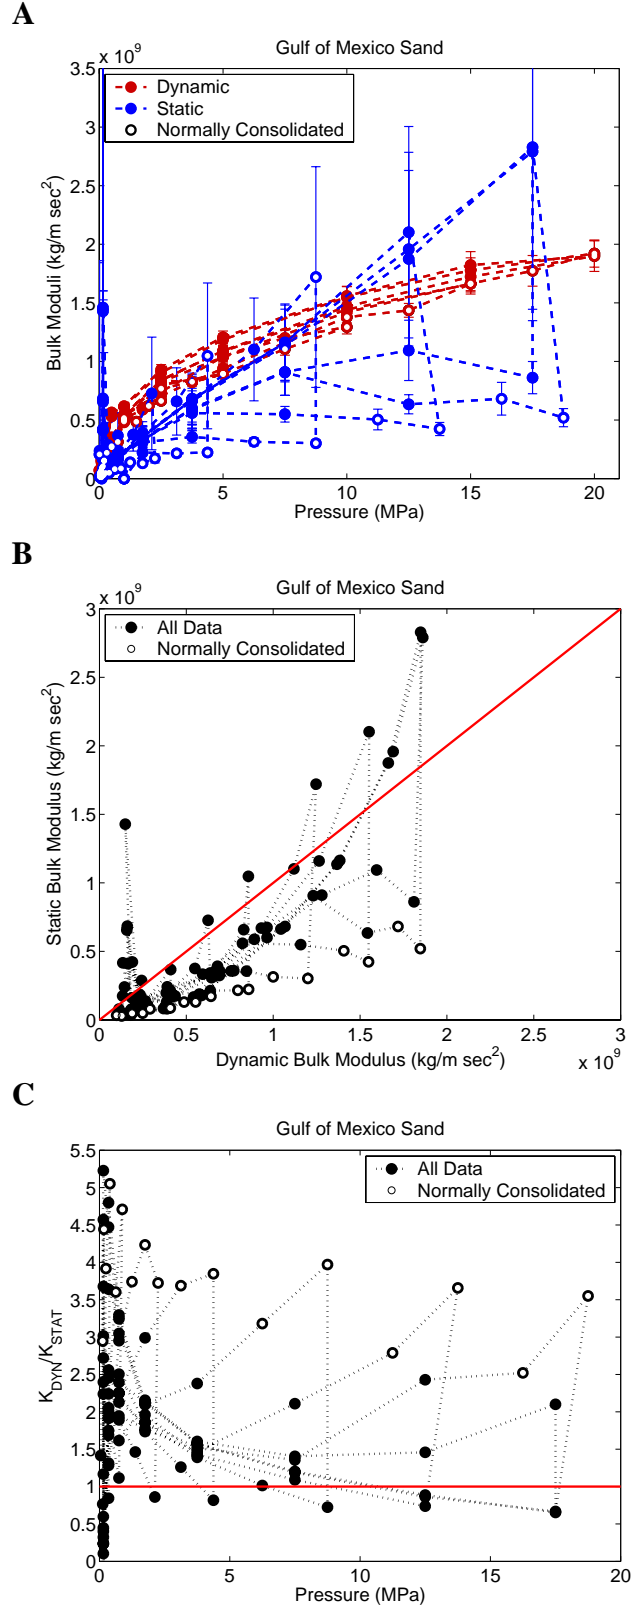 A
Gulf of Mexico Sand
x 10^9
3.5
3
2.5
2
1.5
1
0.5
0
Bulk Moduli (kg/m sec^2)
Dynamic
Static
Normally Consolidated
0 5 10 15 20
Pressure (MPa)
B
Gulf of Mexico Sand
x 10^9
3
2.5
2
1.5
1
0.5
0
Static Bulk Modulus (kg/m sec^2)
All Data
Normally Consolidated
0 0.5 1 1.5 2 2.5 3
Dynamic Bulk Modulus (kg/m sec^2)
x 10^9
C
Gulf of Mexico Sand
5.5
5
4.5
4
3.5
3
2.5
2
1.5
1
0.5
0
K_DYN/K_STAT
All Data
Normally Consolidated
0 5 10 15 20
Pressure (MPa)